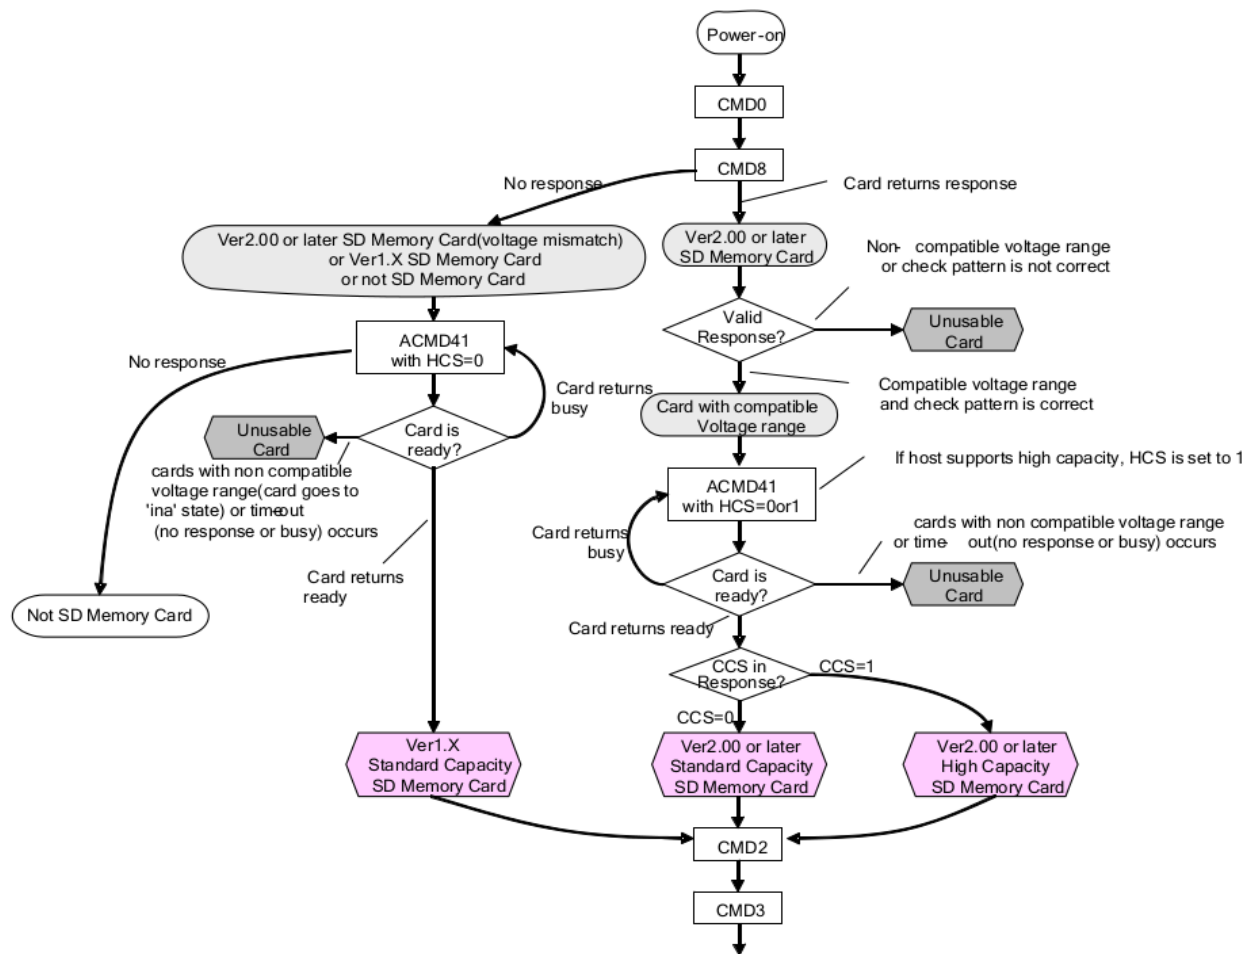 Power-on
CMD0
CMD8
No response
Card returns response
Ver2.00 or later SD Memory Card(voltage mismatch)
or Ver1.X SD Memory Card
or not SD Memory Card
Ver2.00 or later
SD Memory Card
Non- compatible voltage range
or check pattern is not correct
Valid
Response?
Unusable
Card
ACMD41
with HCS=0
No response
Card returns
busy
Compatible voltage range
and check pattern is correct
Card with compatible
Voltage range
Card is
ready?
Unusable
Card
cards with non compatible
voltage range(card goes to
'ina' state) or timeout
(no response or busy) occurs
If host supports high capacity, HCS is set to 1
ACMD41
with HCS=0or1
Card returns
busy
cards with non compatible voltage range
or time- out(no response or busy) occurs
Card is
ready?
Unusable
Card
Card returns
ready
Not SD Memory Card
Card returns ready
CCS in
Response?
CCS=1
CCS=0
Ver1.X
Standard Capacity
SD Memory Card
Ver2.00 or later
Standard Capacity
SD Memory Card
Ver2.00 or later
High Capacity
SD Memory Card
CMD2
CMD3